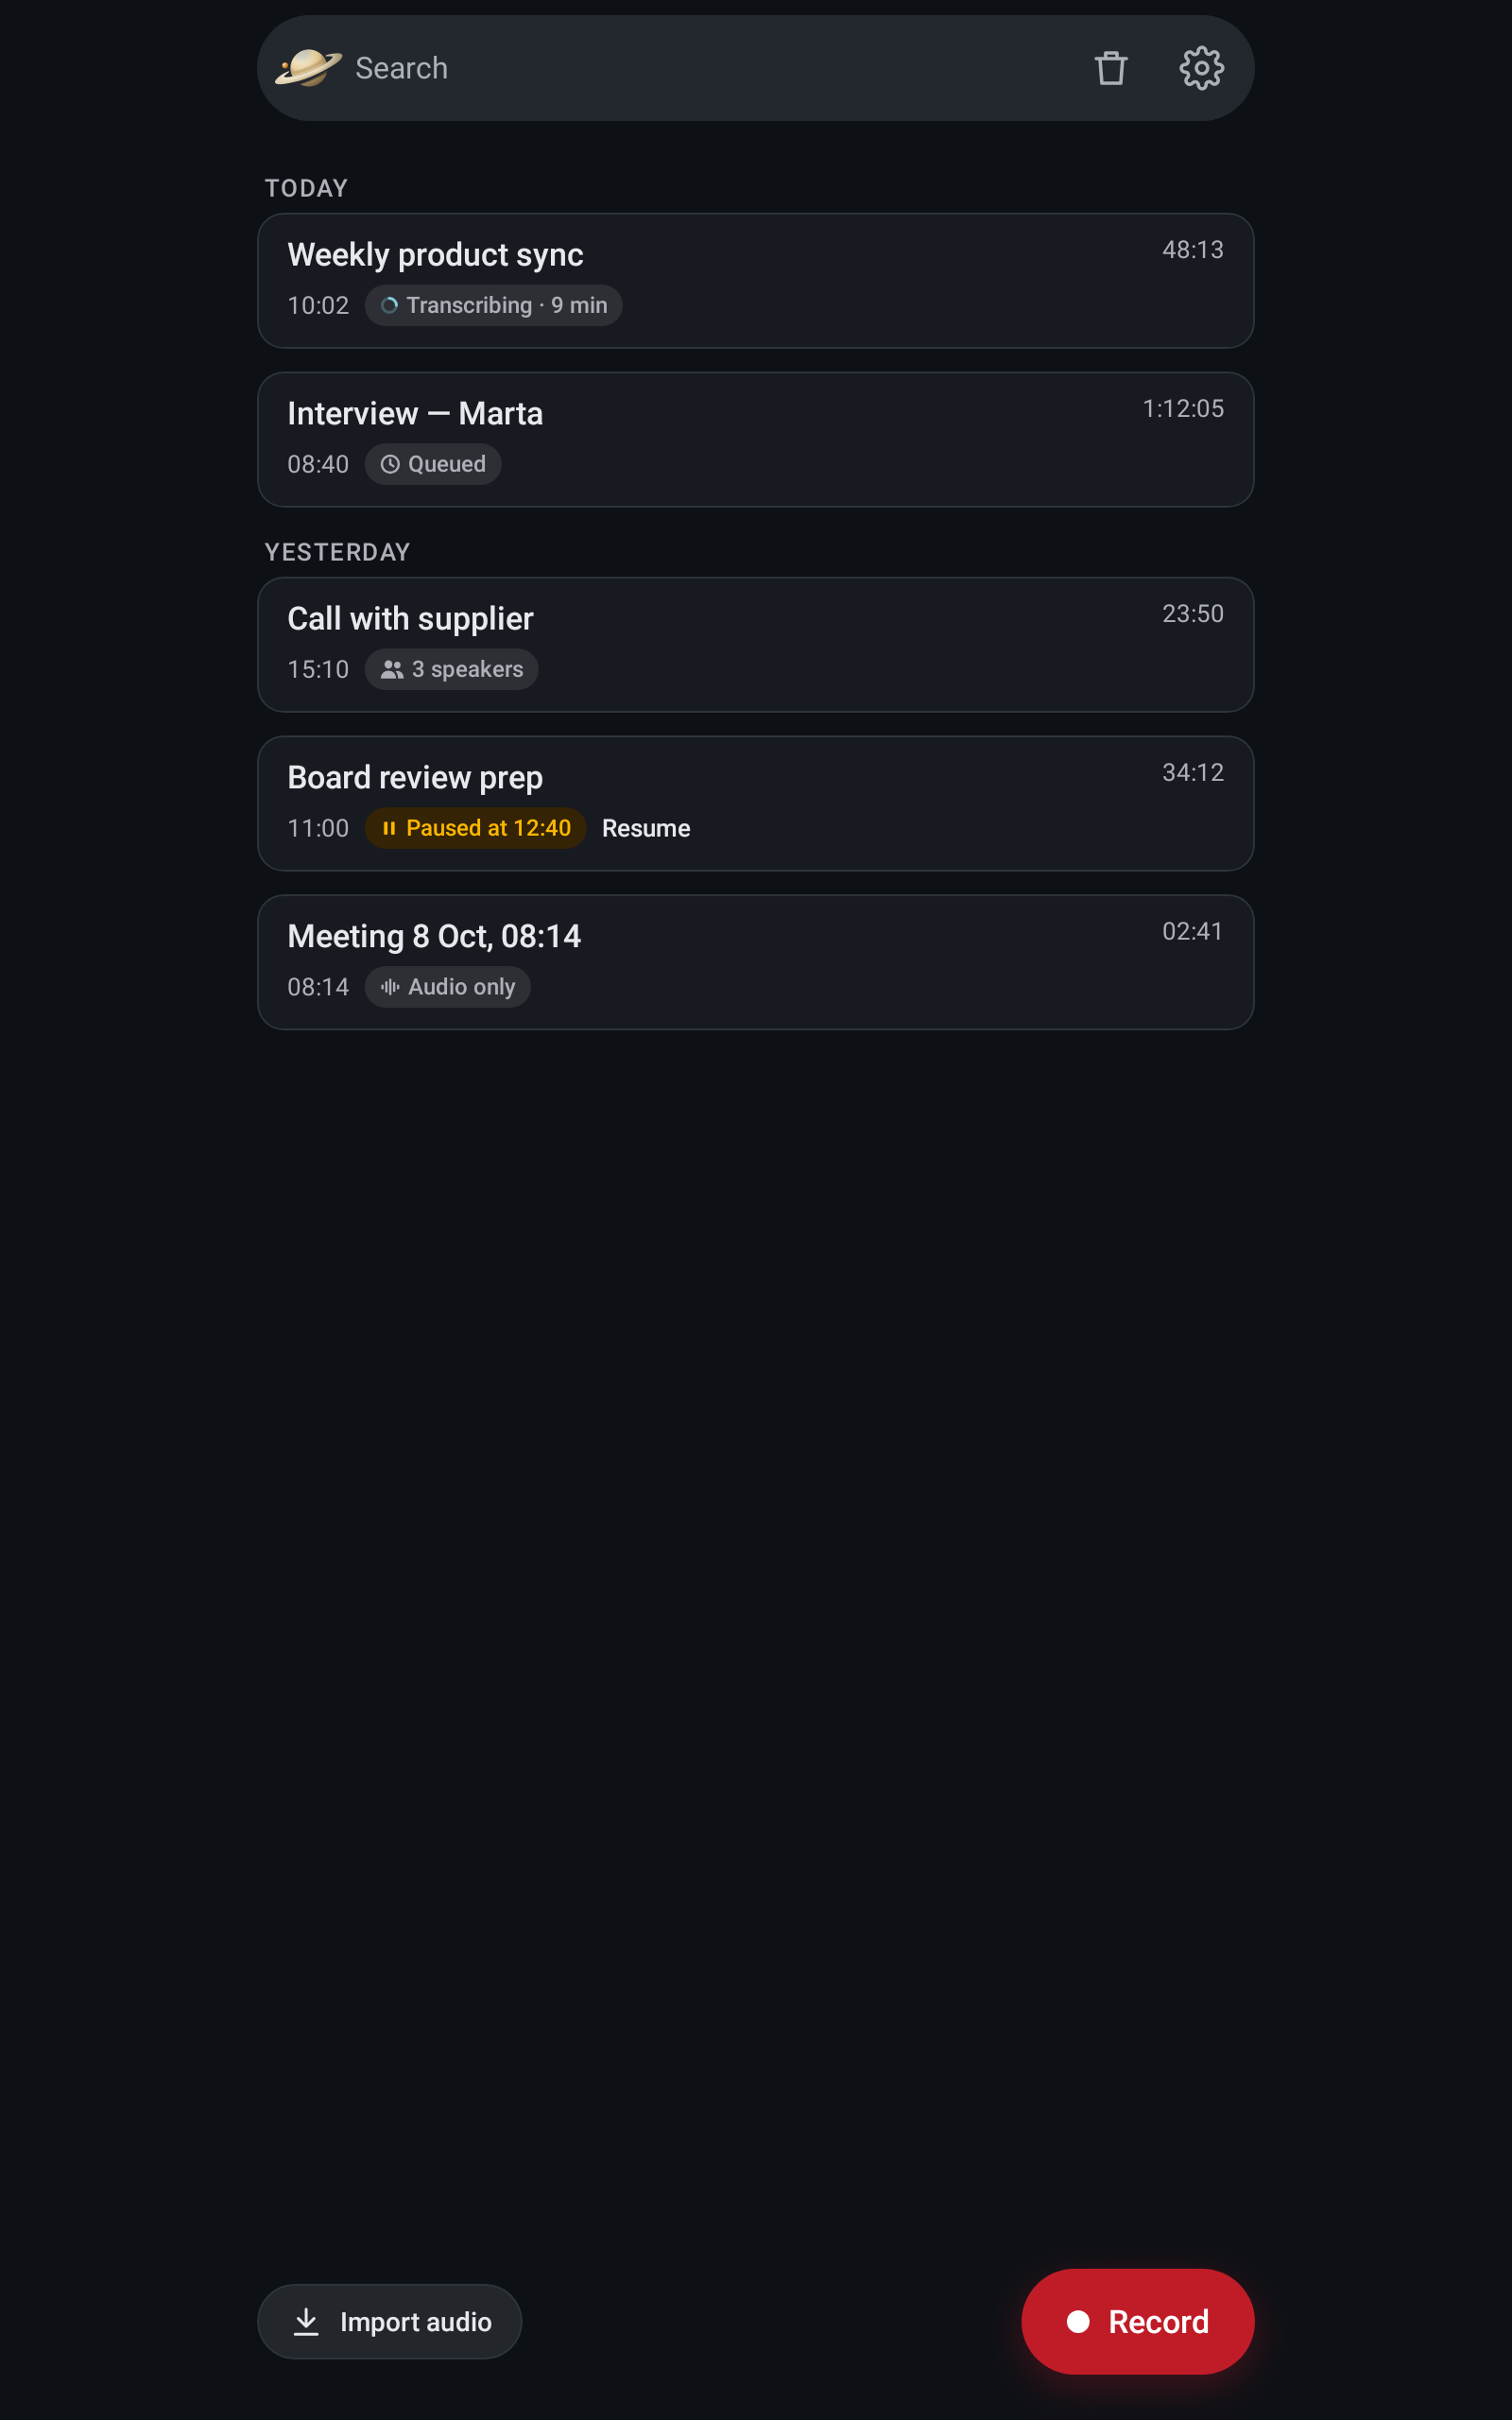 Search
TODAY
Weekly product sync 48:13
10:02 Transcribing · 9 min
Interview — Marta 1:12:05
08:40 Queued
YESTERDAY
Call with supplier 23:50
15:10 3 speakers
Board review prep 34:12
11:00 Paused at 12:40 Resume
Meeting 8 Oct, 08:14 02:41
08:14 Audio only
Import audio Record